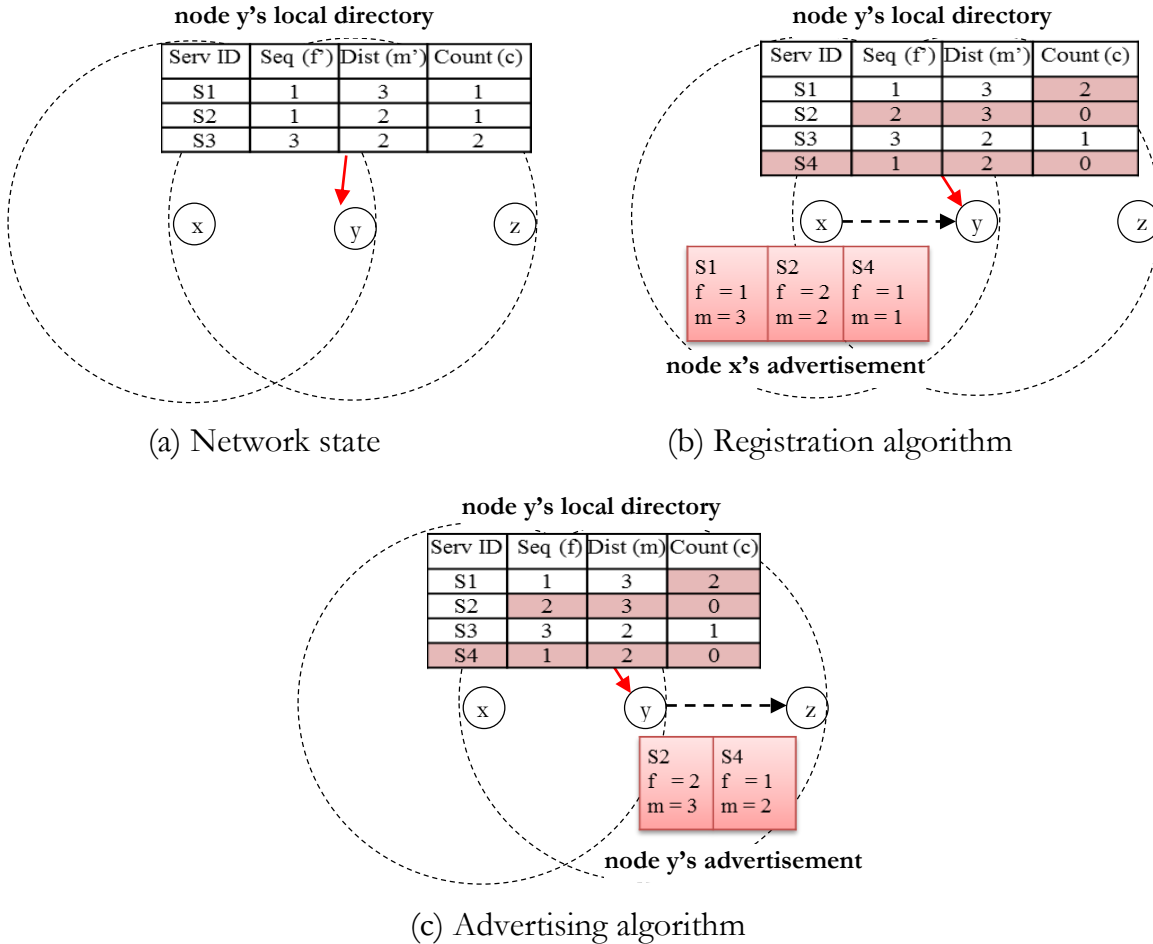 node y's local directory
Serv ID Seq (f') Dist (m') Count (c)
S1 1 3 1
S2 1 2 1
S3 3 2 2
x y z
(a) Network state
node y's local directory
Serv ID Seq (f') Dist (m') Count (c)
S1 1 3 2
S2 2 3 0
S3 3 2 1
S4 1 2 0
x y z
S1 S2 S4
f = 1 f = 2 f = 1
m = 3 m = 2 m = 1
node x's advertisement
(b) Registration algorithm
node y's local directory
Serv ID Seq (f) Dist (m) Count (c)
S1 1 3 2
S2 2 3 0
S3 3 2 1
S4 1 2 0
x y z
S2 S4
f = 2 f = 1
m = 3 m = 2
node y's advertisement
(c) Advertising algorithm